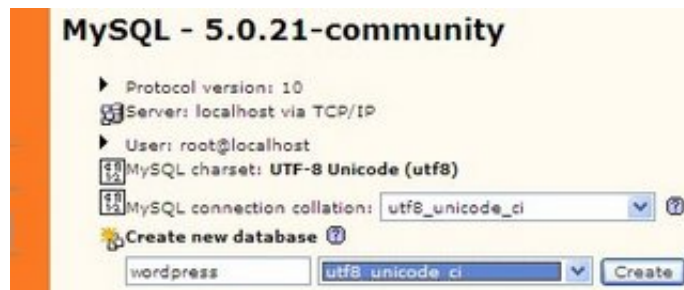 MySQL - 5.0.21-community
Protocol version: 10
Server: localhost via TCP/IP
User: root@localhost
MySQL charset: UTF-8 Unicode (utf8)
MySQL connection collation: utf8_unicode_ci
Create new database
wordpress utf8_unicode_ci Create